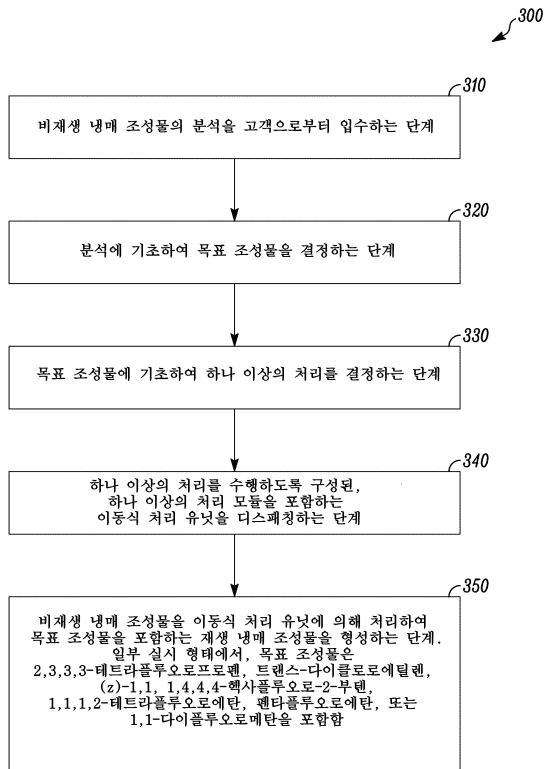 300
310
비재생 냉매 조성물의 분석을 고객으로부터 입수하는 단계
320
분석에 기초하여 목표 조성물을 결정하는 단계
330
목표 조성물에 기초하여 하나 이상의 처리를 결정하는 단계
340
하나 이상의 처리를 수행하도록 구성된,
하나 이상의 처리 모듈을 포함하는
이동식 처리 유닛을 디스패칭하는 단계
350
비재생 냉매 조성물을 이동식 처리 유닛에 의해 처리하여
목표 조성물을 포함하는 재생 냉매 조성물을 형성하는 단계.
일부 실시 형태에서, 목표 조성물은
2,3,3,3-테트라플루오로프로펜, 트랜스-다이클로로에틸렌,
(z)-1,1, 1,4,4,4-헥사플루오로-2-부텐,
1,1,1,2-테트라플루오로에탄, 펜타플루오로에탄, 또는
1,1-다이플루오로메탄을 포함함